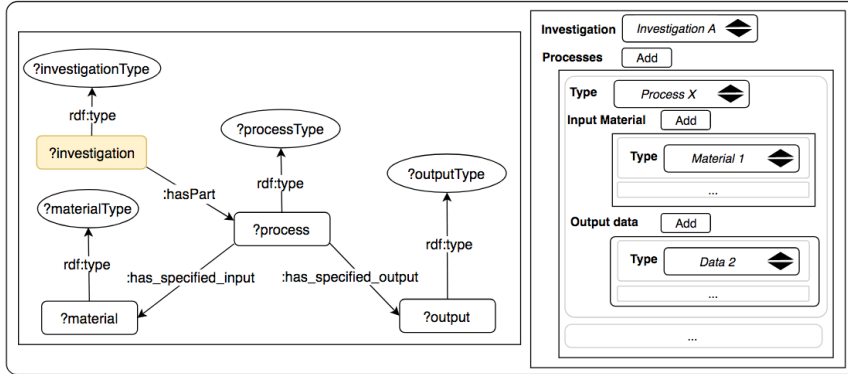 ?investigationType
rdf:type
?investigation
?processType
rdf:type
?outputType
:hasPart
?materialType
?process
rdf:type
rdf:type
:has_specified_input
:has_specified_output
?material
?output
Investigation
Investigation A
Processes
Add
Type
Process X
Input Material
Add
Type
Material 1
...
Output data
Add
Type
Data 2
...
...